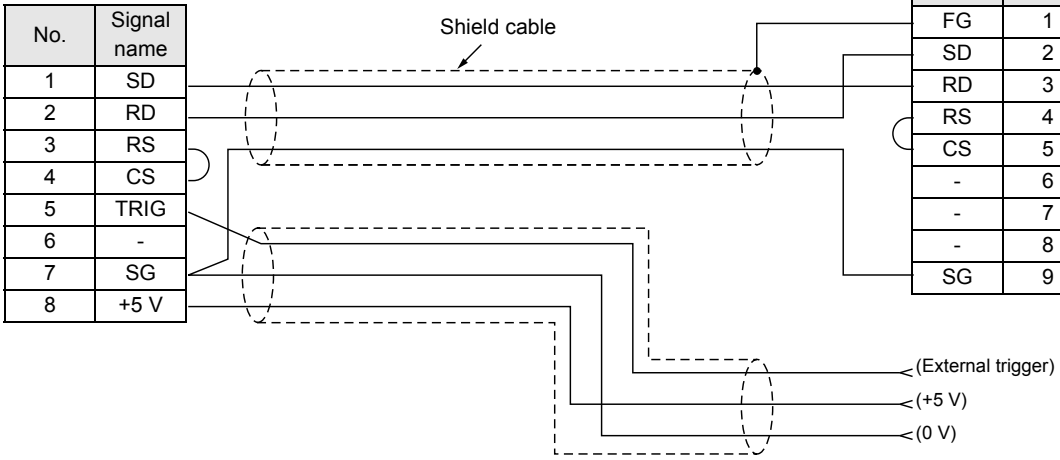 No. Signal name
1 SD
2 RD
3 RS
4 CS
5 TRIG
6 -
7 SG
8 +5 V
Shield cable
FG 1
SD 2
RD 3
RS 4
CS 5
- 6
- 7
- 8
SG 9
(External trigger)
(+5 V)
(0 V)